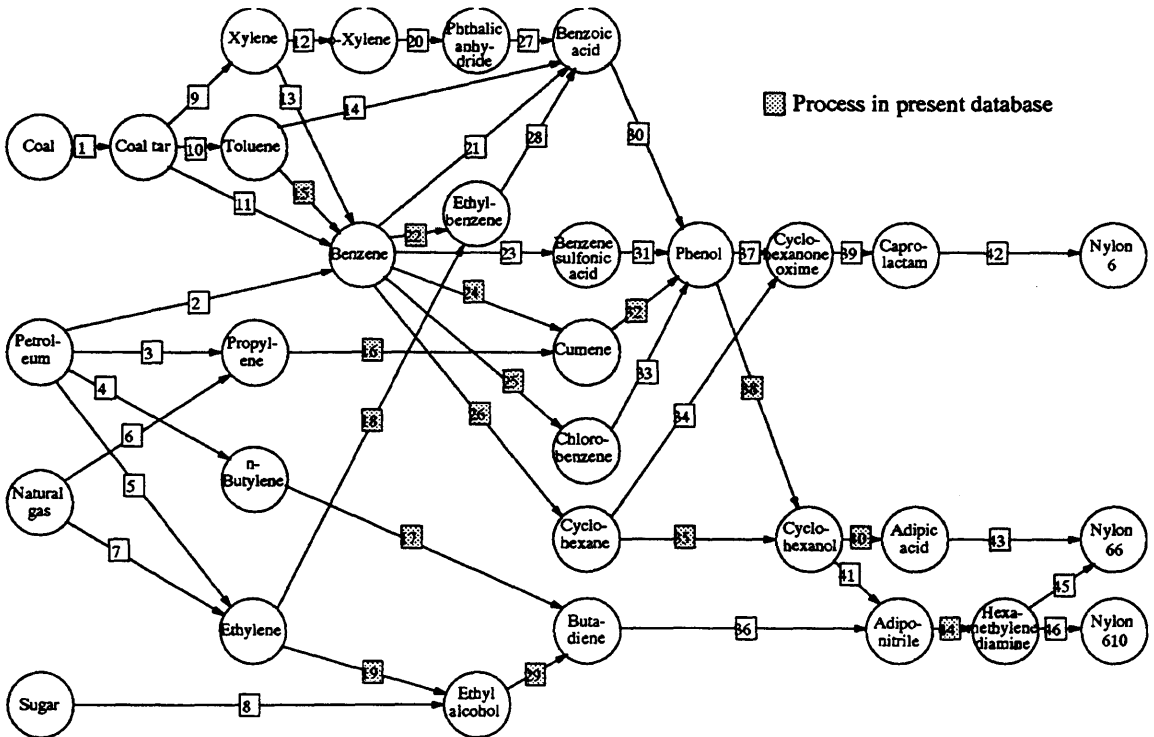 Xylene
12
-Xylene
20
Phthalic
anhy-
dride
27
Benzoic
acid
Process in present database
9
13
14
30
Coal
1
Coal tar
10
Toluene
21
28
15
11
Ethyl-
benzene
22
Benzene
23
Benzene
sulfonic
acid
31
Phenol
37
Cyclo-
hexanone
oxime
39
Capro-
lactam
42
Nylon
6
2
24
32
Petrol-
eum
3
Propyl-
ene
16
Cumene
33
4
25
38
6
18
26
34
Chloro-
benzene
n-
Butylene
Natural
gas
5
7
17
Cyclo-
hexane
35
Cyclo-
hexanol
40
Adipic
acid
43
Nylon
66
41
45
Ethylene
Buta-
diene
36
Adipo-
nitrile
44
Hexa-
methylene
diamine
46
Nylon
610
19
29
Sugar
8
Ethyl
alcohol